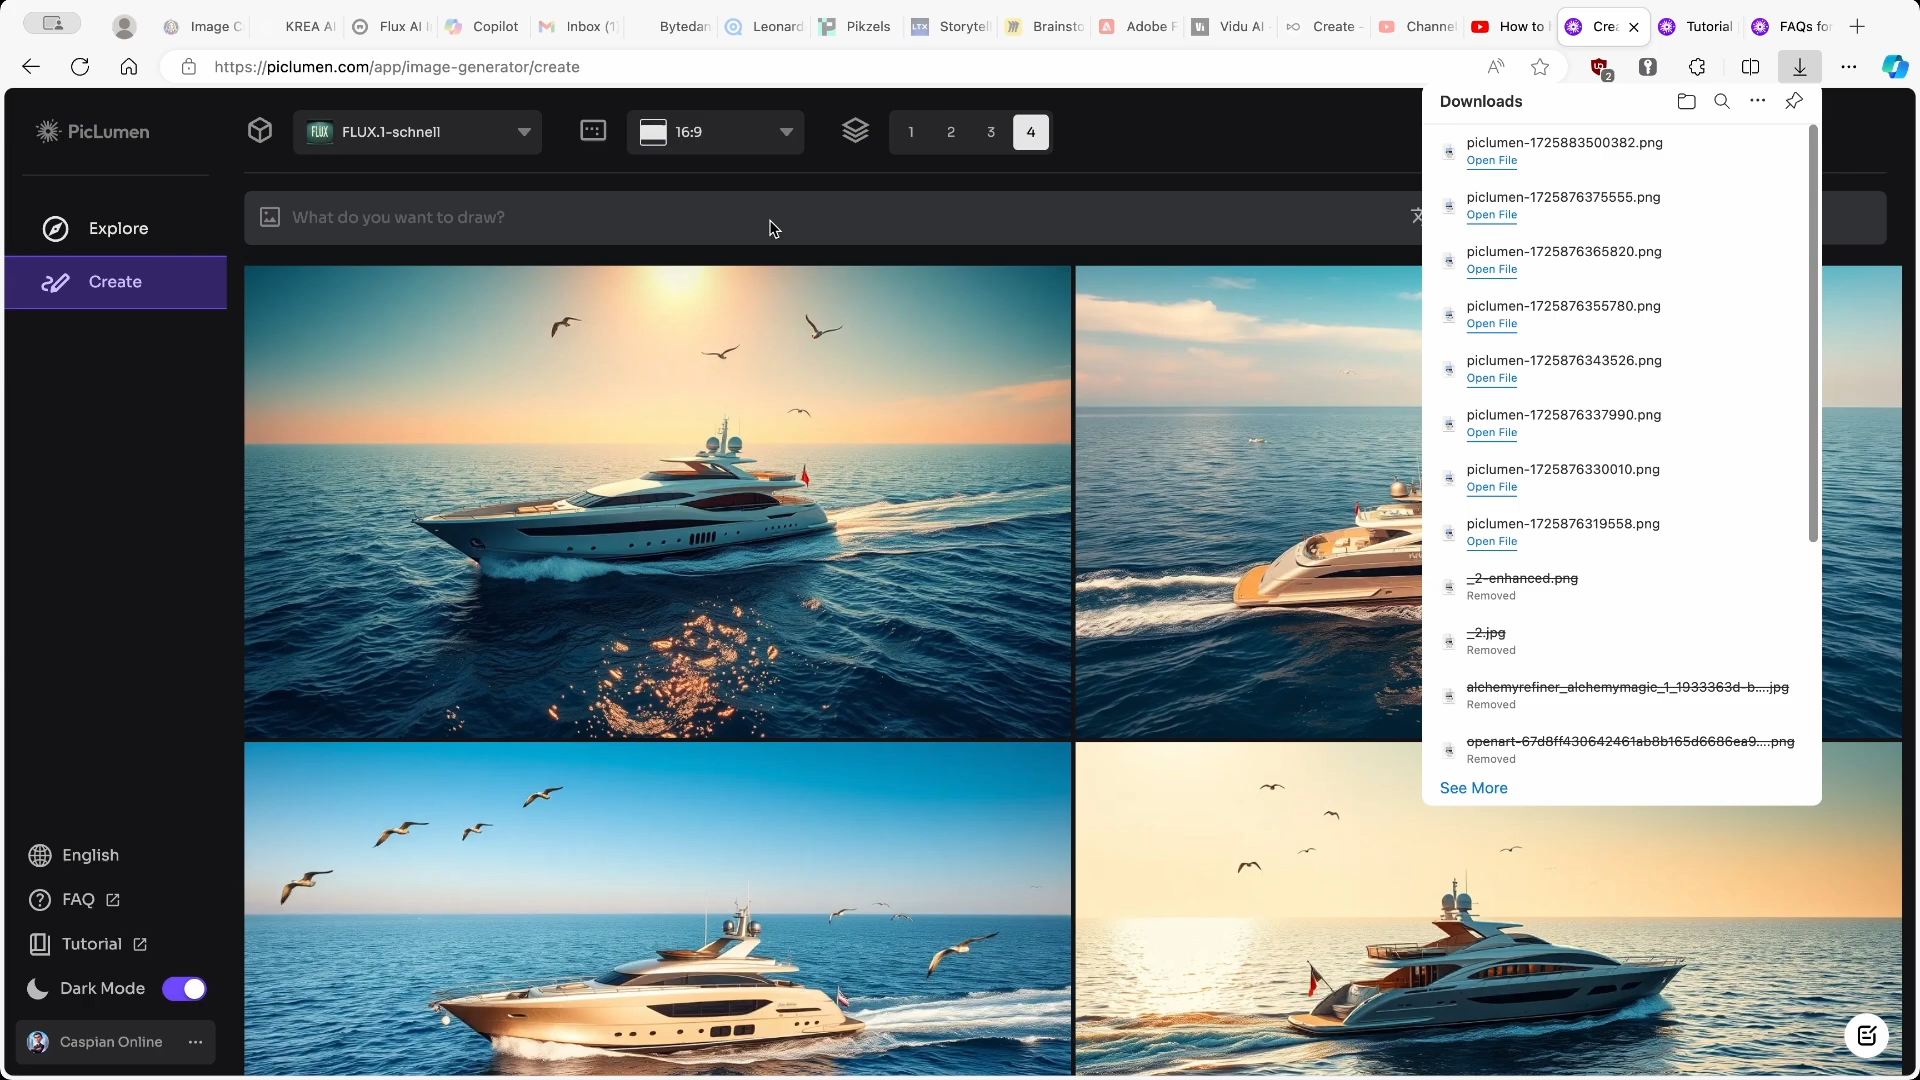 Image C
KREA AI
Flux AI I
Copilot
Inbox (1
Bytedan
Leonard
Pikzels
LTX
Storytel
Brainsto
Adobe F
Vidu AI
Create -
Channel
How to
Crea
Tutorial
FAQs for
https://piclumen.com/app/image-generator/create
2
PicLumen
FLUX
FLUX.1-schnell
16:9
1 2 3 4
Downloads
What do you want to draw?
Explore
Create
piclumen-1725883500382.png
Open File
piclumen-1725876375555.png
Open File
piclumen-1725876365820.png
Open File
piclumen-1725876355780.png
Open File
piclumen-1725876343526.png
Open File
piclumen-1725876337990.png
Open File
piclumen-1725876330010.png
Open File
piclumen-1725876319558.png
Open File
_2-enhanced.png
Removed
_2.jpg
Removed
alchemyrefiner_alchemymagic_1_1933363d-b....jpg
Removed
openart-67d8ff430642461ab8b165d6686ea9....png
Removed
See More
English
FAQ
Tutorial
Dark Mode
Caspian Online